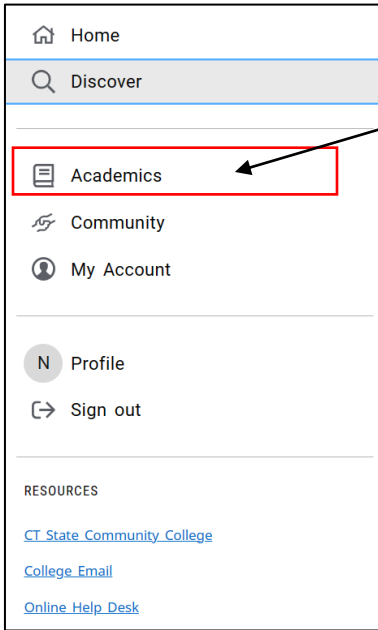 Home
Discover
Academics
Community
My Account
N Profile
Sign out
RESOURCES
CT State Community College
College Email
Online Help Desk